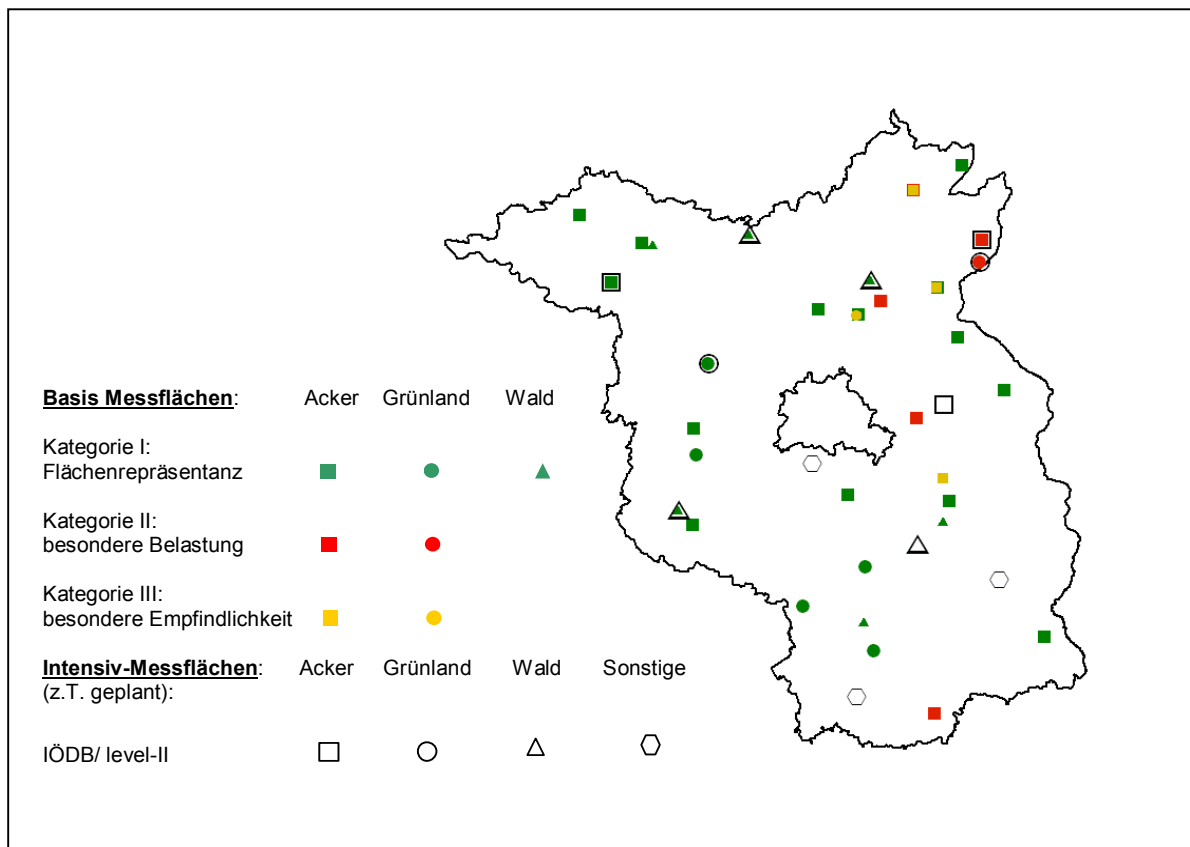 Basis Messflächen: Acker Grünland Wald
Kategorie I:
Flächenrepräsentanz
Kategorie II:
besondere Belastung
Kategorie III:
besondere Empfindlichkeit
Intensiv-Messflächen: Acker Grünland Wald Sonstige
(z.T. geplant):
IÖDB/ level-II